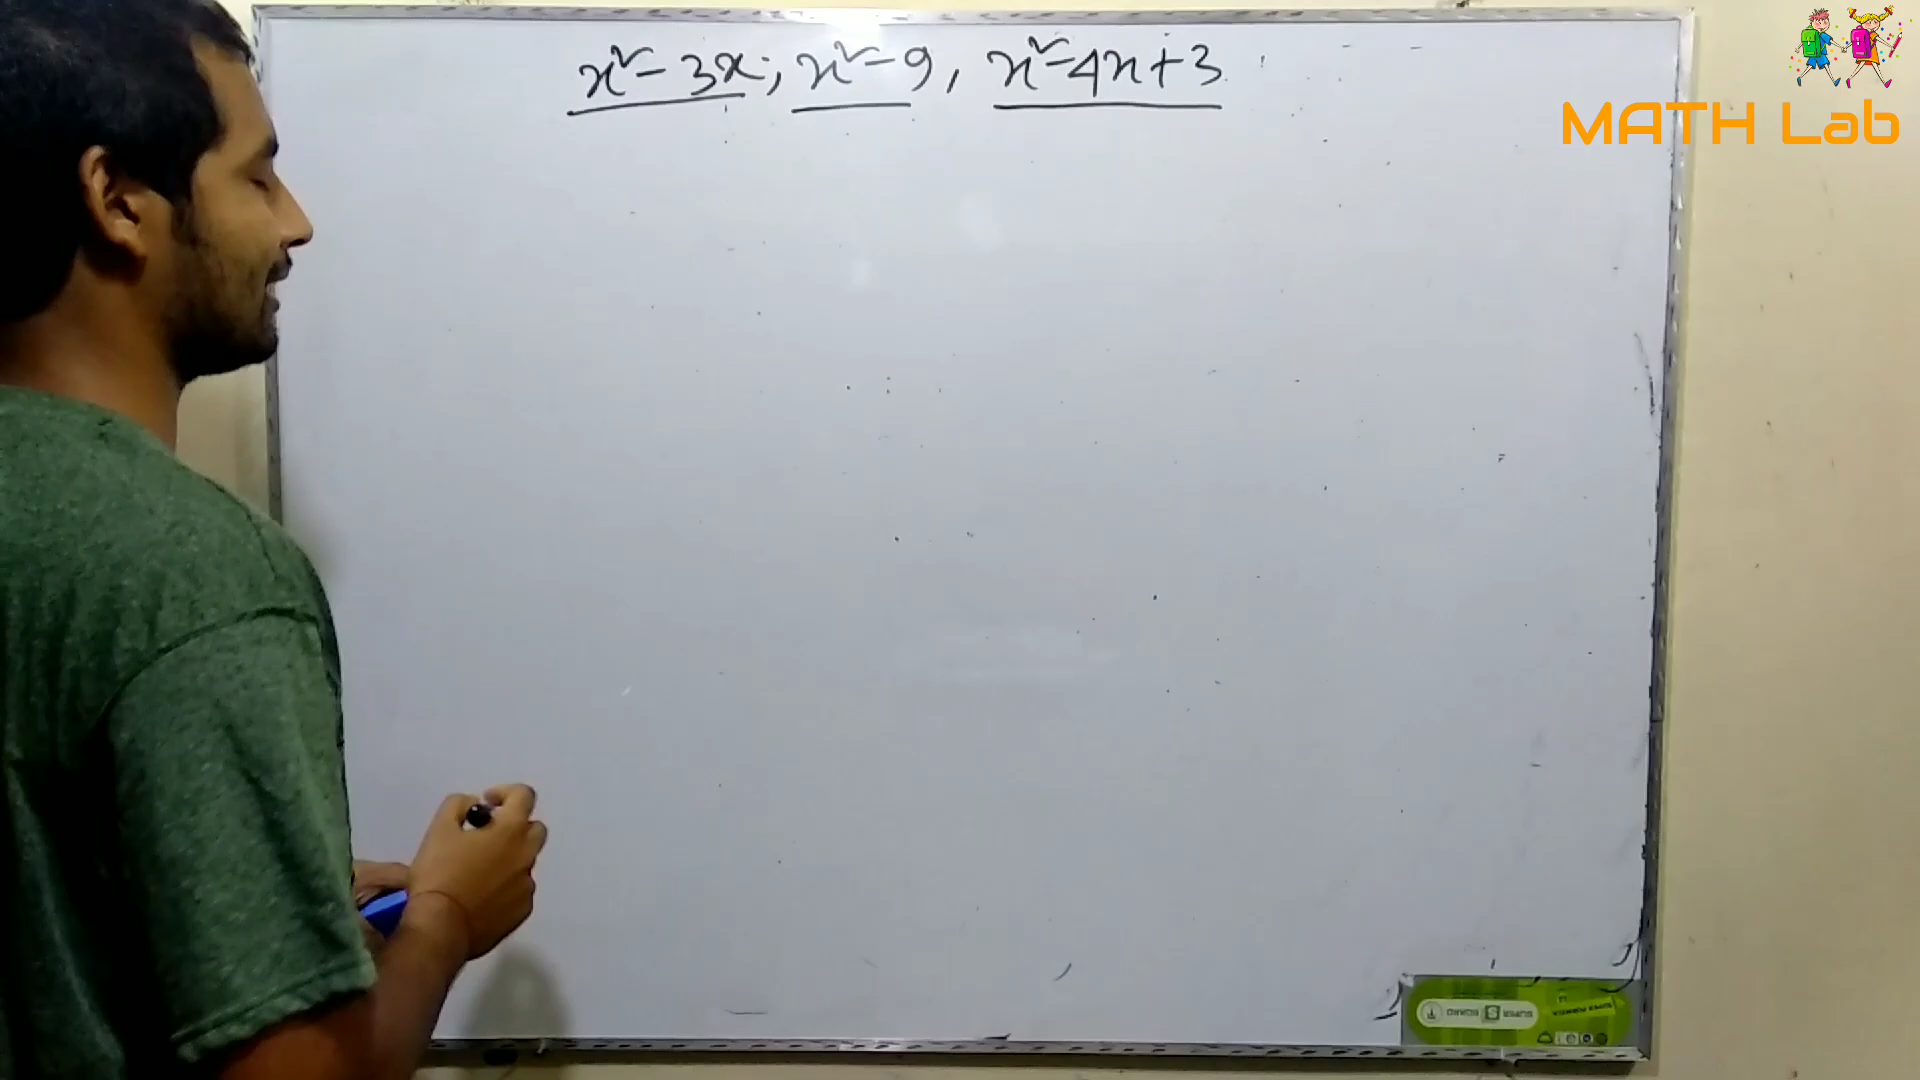 x² - 3x; x² - 9, x² - 4x + 3
MATH Lab